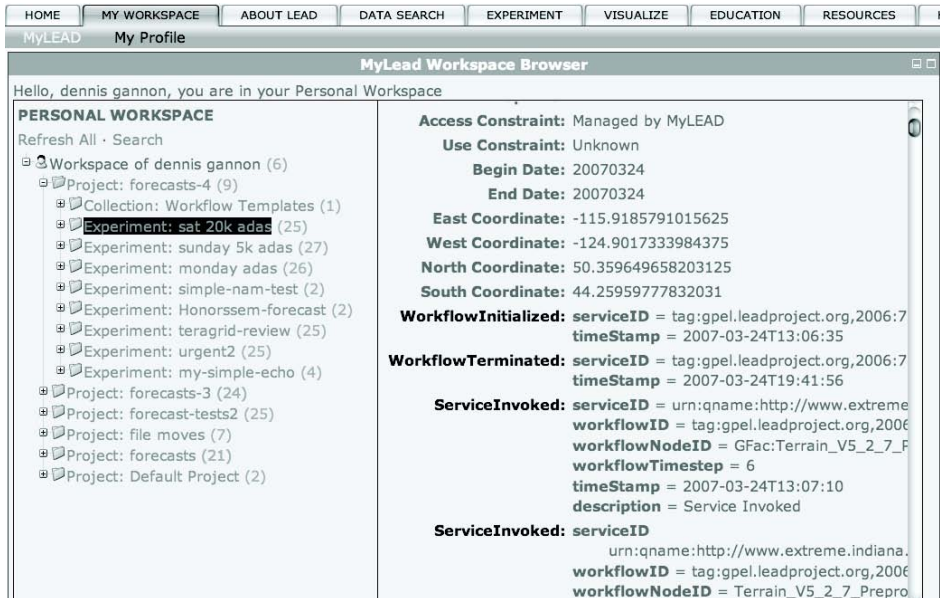 HOME MY WORKSPACE ABOUT LEAD DATA SEARCH EXPERIMENT VISUALIZE EDUCATION RESOURCES
MyLEAD My Profile
MyLead Workspace Browser
Hello, dennis gannon, you are in your Personal Workspace
PERSONAL WORKSPACE
Refresh All · Search
Workspace of dennis gannon (6)
Project: forecasts-4 (9)
Collection: Workflow Templates (1)
Experiment: sat 20k adas (25)
Experiment: sunday 5k adas (27)
Experiment: monday adas (26)
Experiment: simple-nam-test (2)
Experiment: Honorssem-forecast (2)
Experiment: teragrid-review (25)
Experiment: urgent2 (25)
Experiment: my-simple-echo (4)
Project: forecasts-3 (24)
Project: forecast-tests2 (25)
Project: file moves (7)
Project: forecasts (21)
Project: Default Project (2)
Access Constraint: Managed by MyLEAD
Use Constraint: Unknown
Begin Date: 20070324
End Date: 20070324
East Coordinate: -115.9185791015625
West Coordinate: -124.9017333984375
North Coordinate: 50.359649658203125
South Coordinate: 44.25959777832031
WorkflowInitialized: serviceID = tag:gpel.leadproject.org,2006:7
timeStamp = 2007-03-24T13:06:35
WorkflowTerminated: serviceID = tag:gpel.leadproject.org,2006:7
timeStamp = 2007-03-24T19:41:56
ServiceInvoked: serviceID = urn:qname:http://www.extreme
workflowID = tag:gpel.leadproject.org,2006
workflowNodeID = GFac:Terrain_V5_2_7_P
workflowTimestep = 6
timeStamp = 2007-03-24T13:07:10
description = Service Invoked
ServiceInvoked: serviceID
urn:qname:http://www.extreme.indiana.
workflowID = tag:gpel.leadproject.org,2006
workflowNodeID = Terrain_V5_2_7_Prepro